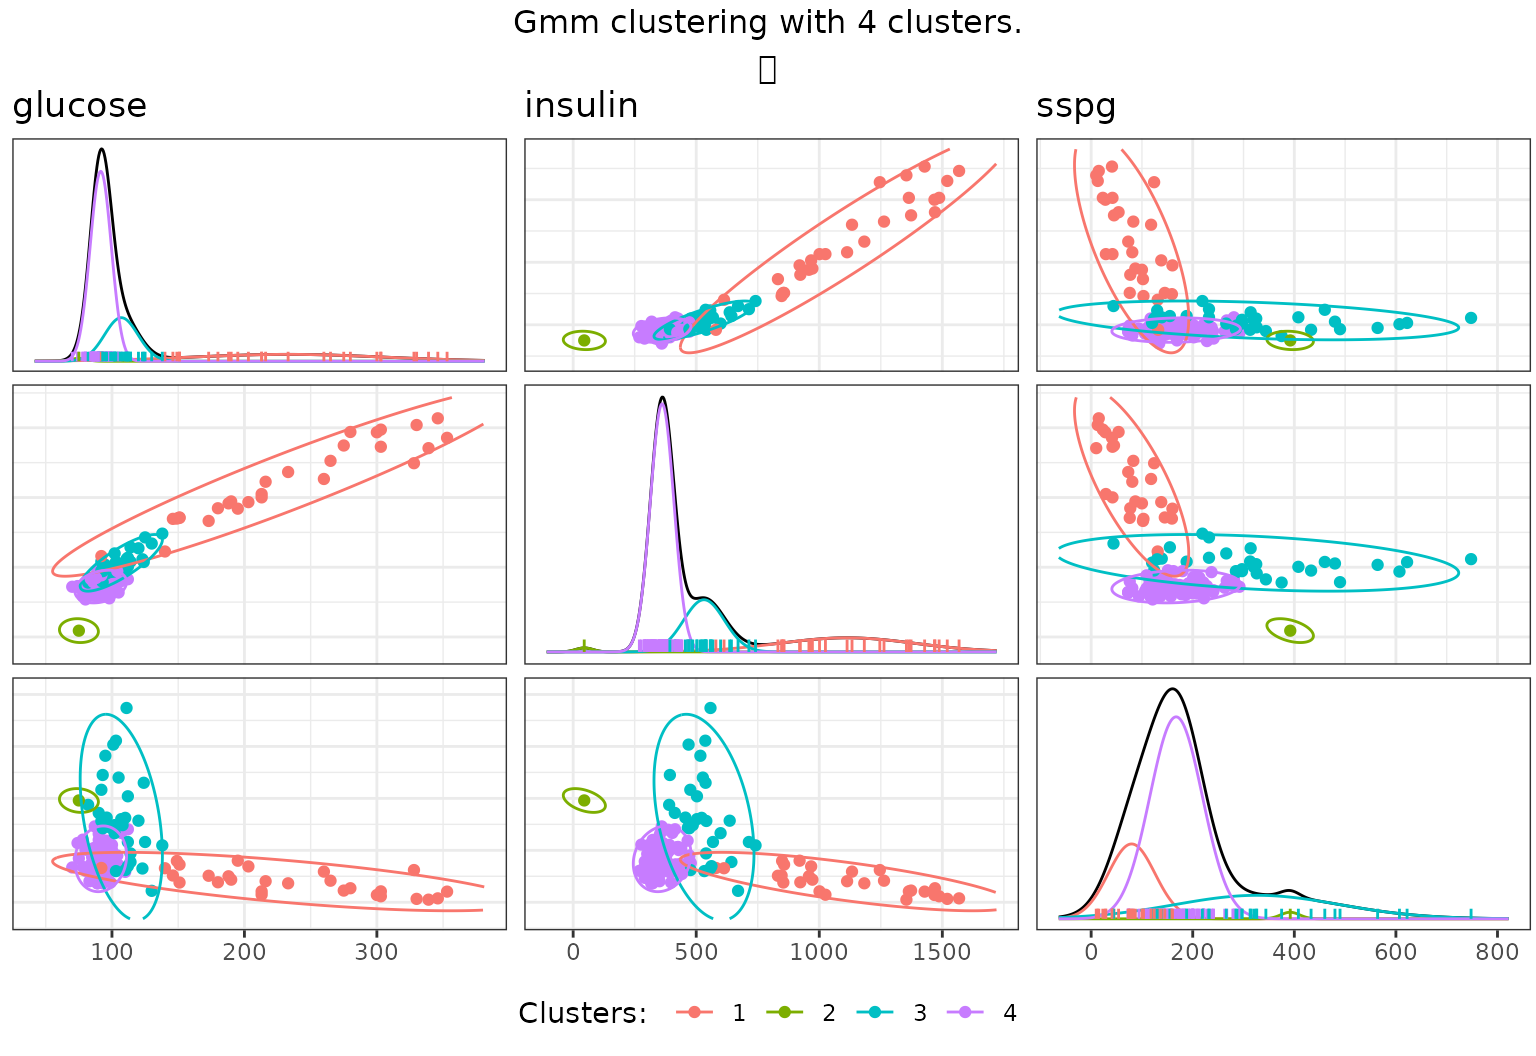 Gmm clustering with 4 clusters.
glucose insulin sspg
100 200 300 0 500 1000 1500 0 200 400 600 800
Clusters: 1 2 3 4